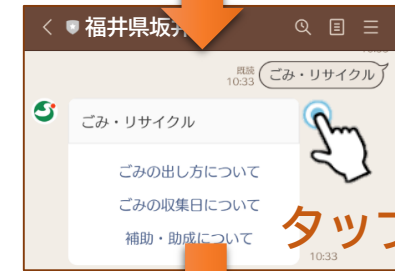 福井県坂
既読
10:33
ごみ・リサイクル
ごみ・リサイクル
ごみの出し方について
ごみの収集日について
補助・助成について
タップ
10:33